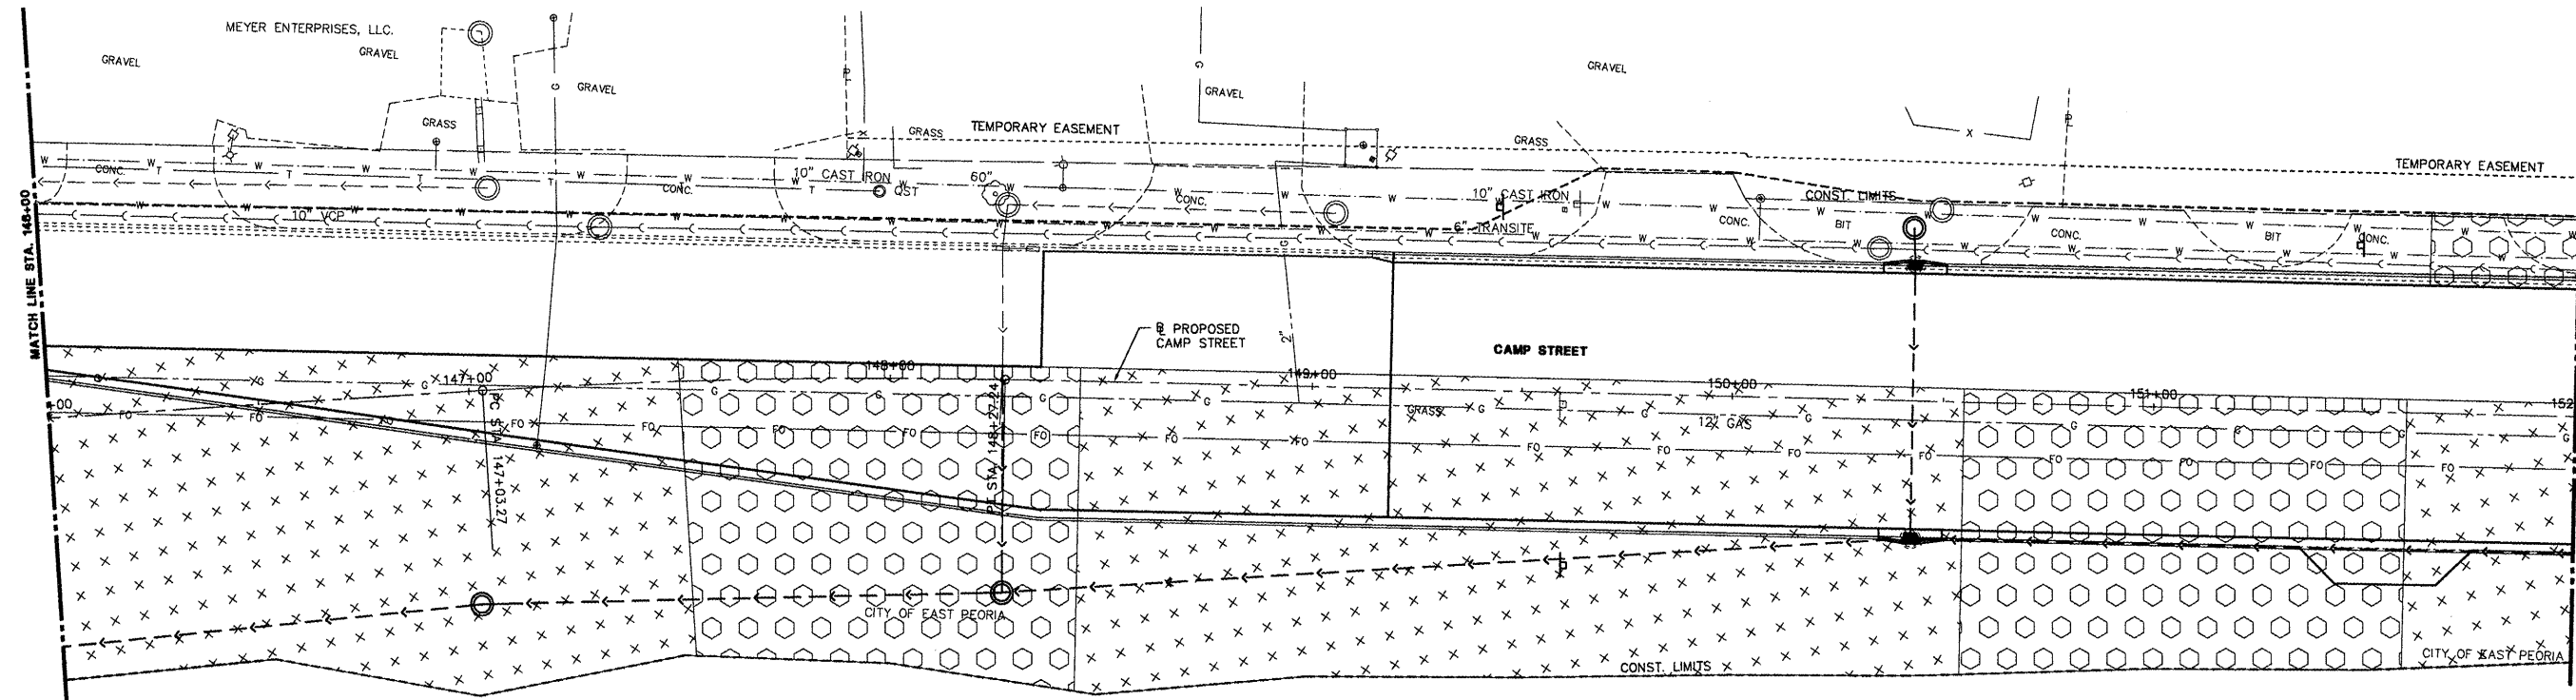 MEYER ENTERPRISES, LLC.
GRAVEL
GRAVEL
GRAVEL
GRAVEL
GRAVEL
GRASS
GRASS
TEMPORARY EASEMENT
GRASS
TEMPORARY EASEMENT
CONC.
CONC.
10" CAST IRON
GST
60"
CONC.
10" CAST IRON
CONST. LIMITS
CONC.
BIT
CONC.
BIT
CONC.
10" VCP
6" TRANSITE
MATCH LINE STA. 146+00
PROPOSED
CAMP STREET
2"
CAMP STREET
147+00
148+00
149+00
150+00
151+00
152
+00
PC STA 147+03.27
PT STA. 148+27.24
GRASS
12" GAS
CITY OF EAST PEORIA
CONST. LIMITS
CITY OF EAST PEORIA